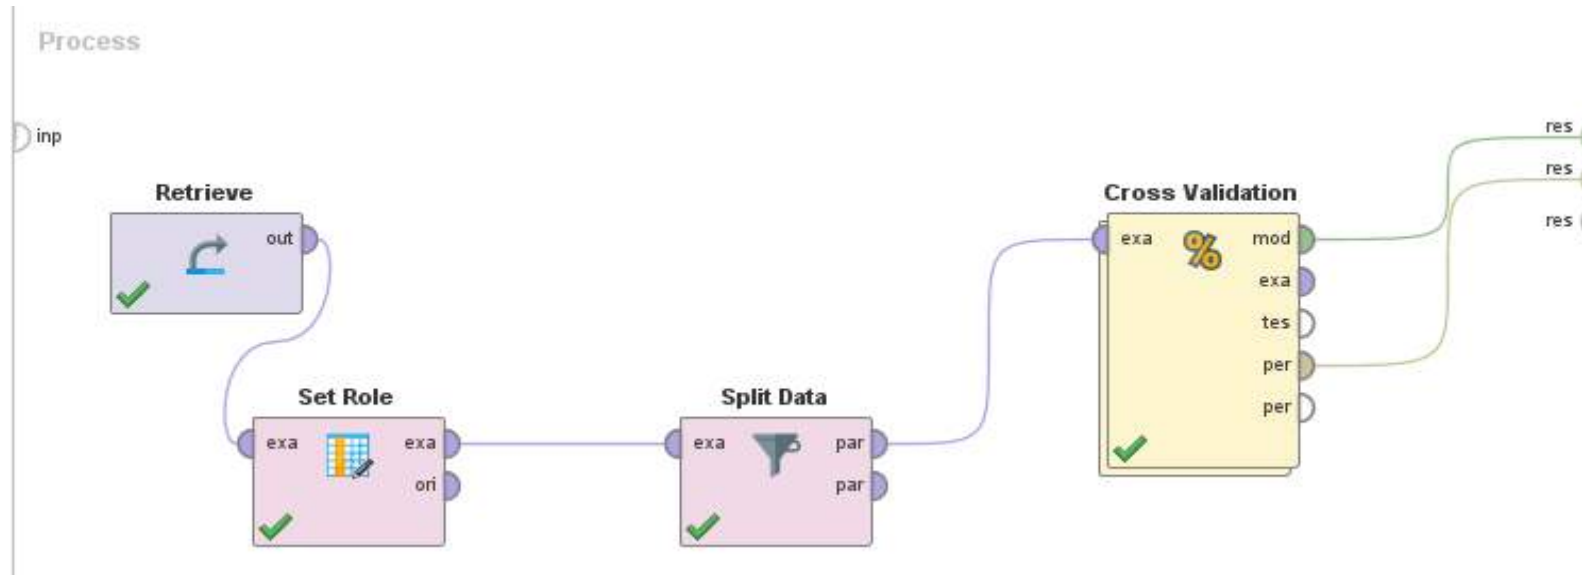 Process
inp
res
res
res
Retrieve
out
Cross Validation
exa
mod
exa
tes
per
per
Set Role
exa
exa
ori
Split Data
exa
par
par